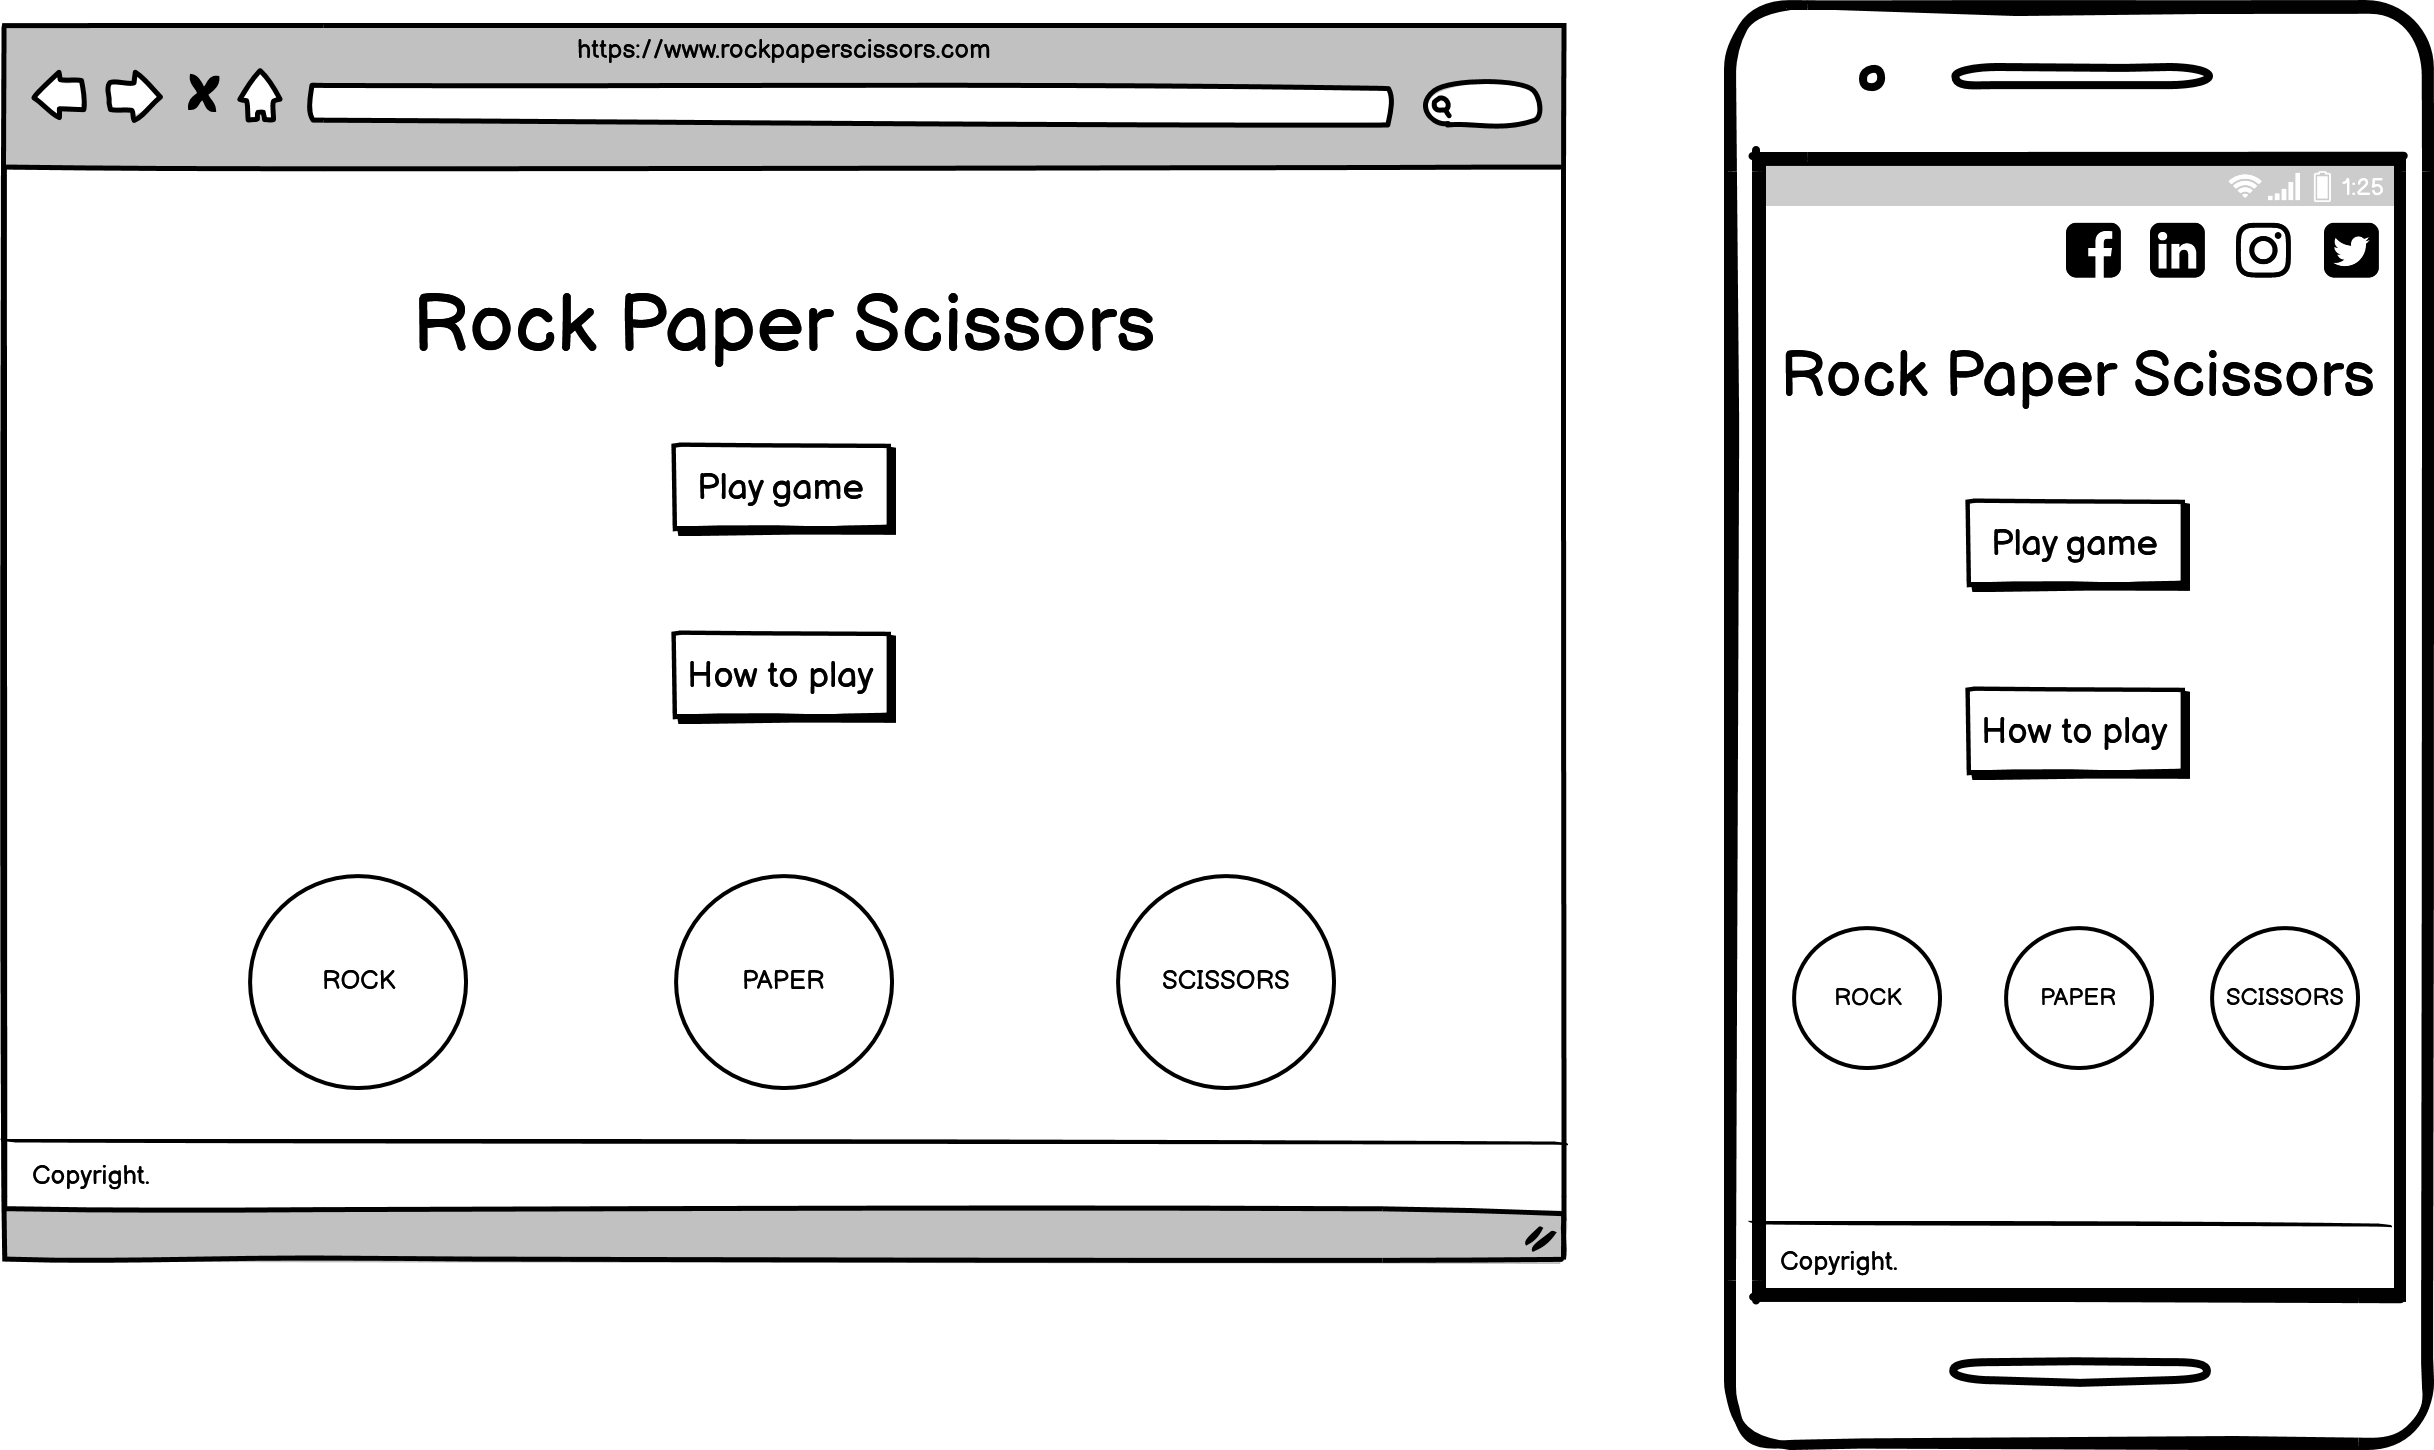 https://www.rockpaperscissors.com
Rock Paper Scissors
Play game
How to play
ROCK PAPER SCISSORS
Copyright.
1:25
in
Rock Paper Scissors
Play game
How to play
ROCK PAPER SCISSORS
Copyright.